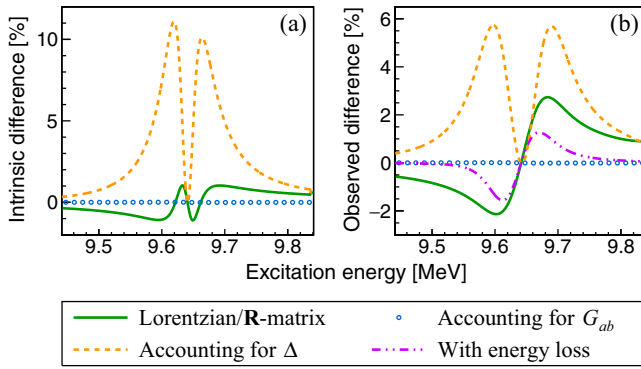 (a)
Intrinsic difference [%]
10
5
0
9.5 9.6 9.7 9.8
(b)
Observed difference [%]
6
4
2
0
−2
9.5 9.6 9.7 9.8
Excitation energy [MeV]
Lorentzian/R-matrix
Accounting for G_ab
Accounting for Δ
With energy loss